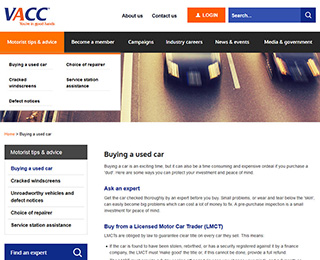 VACC
You're in good hands
About us
Contact us
LOGIN
Search
Motorist tips & advice
Become a member
Campaigns
Industry careers
News & events
Media & government
Buying a used car
Choice of repairer
Cracked windscreens
Service station assistance
Defect notices
Home > Buying a used car
Motorist tips & advice
Buying a used car
Cracked windscreens
Unroadworthy vehicles and
defect notices
Choice of repairer
Service station assistance
Buying a used car
Buying a car is an exciting time, but it can also be a time consuming and expensive ordeal if you purchase a
'dud'. Here are some ways you can protect your investment and peace of mind.
Ask an expert
Get the car checked thoroughly by an expert before you buy. Small problems, or wear and tear below the 'skin',
can easily become big problems which can cost a lot of money to fix. A pre-purchase inspection is a small
investment for peace of mind.
Buy from a Licensed Motor Car Trader (LMCT)
LMCTs are obliged by law to guarantee clear title on every car they sell. This means:
If the car is found to have been stolen, rebirthed, or has a security registered against it by a finance
company, the LMCT must 'make good' the title or, if this cannot be done, provide a full refund